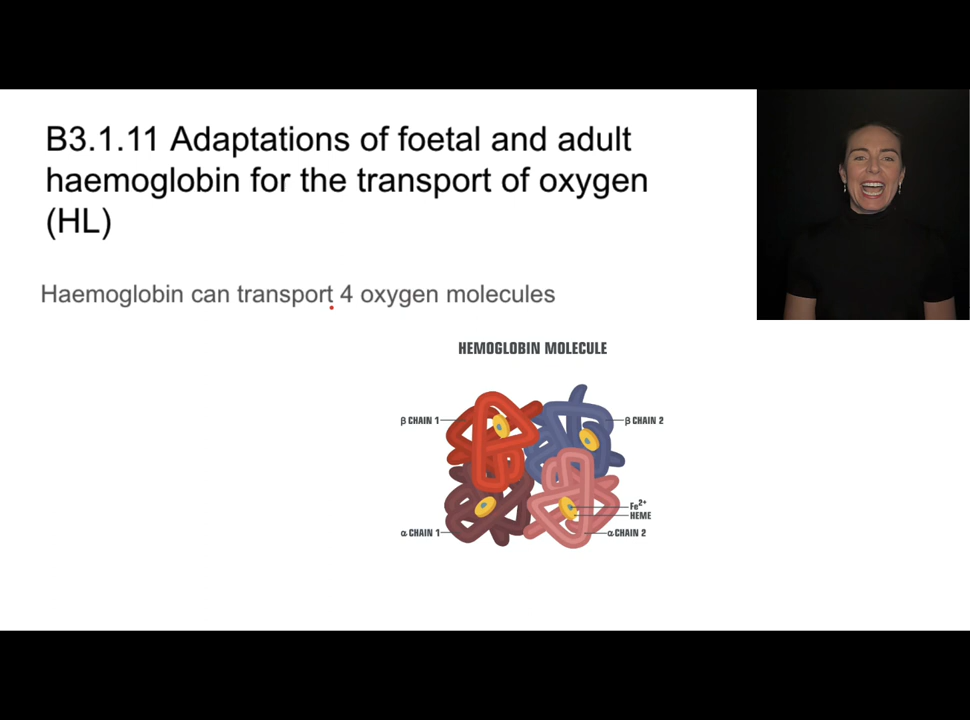 B3.1.11 Adaptations of foetal and adult
haemoglobin for the transport of oxygen
(HL)
Haemoglobin can transport 4 oxygen molecules
HEMOGLOBIN MOLECULE
β CHAIN 1
β CHAIN 2
Fe²⁺
HEME
α CHAIN 1
α CHAIN 2